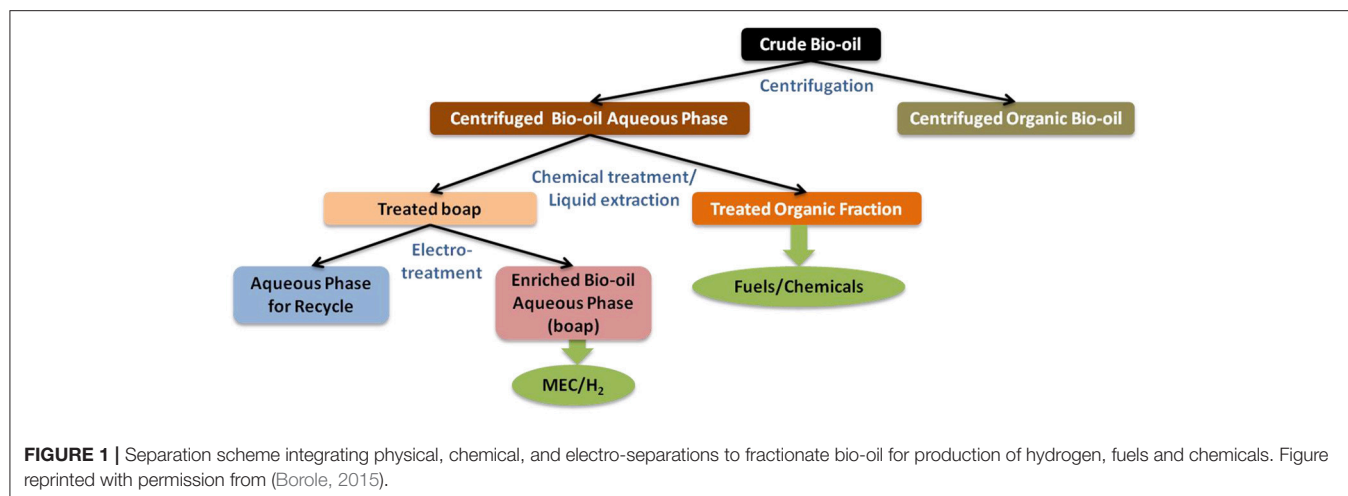 Crude Bio-oil
Centrifugation
Centrifuged Bio-oil Aqueous Phase
Centrifuged Organic Bio-oil
Chemical treatment/
Liquid extraction
Treated boap
Treated Organic Fraction
Electro-
treatment
Aqueous Phase
for Recycle
Enriched Bio-oil
Aqueous Phase
(boap)
Fuels/Chemicals
MEC/H₂
FIGURE 1 | Separation scheme integrating physical, chemical, and electro-separations to fractionate bio-oil for production of hydrogen, fuels and chemicals. Figure
reprinted with permission from (Borole, 2015).